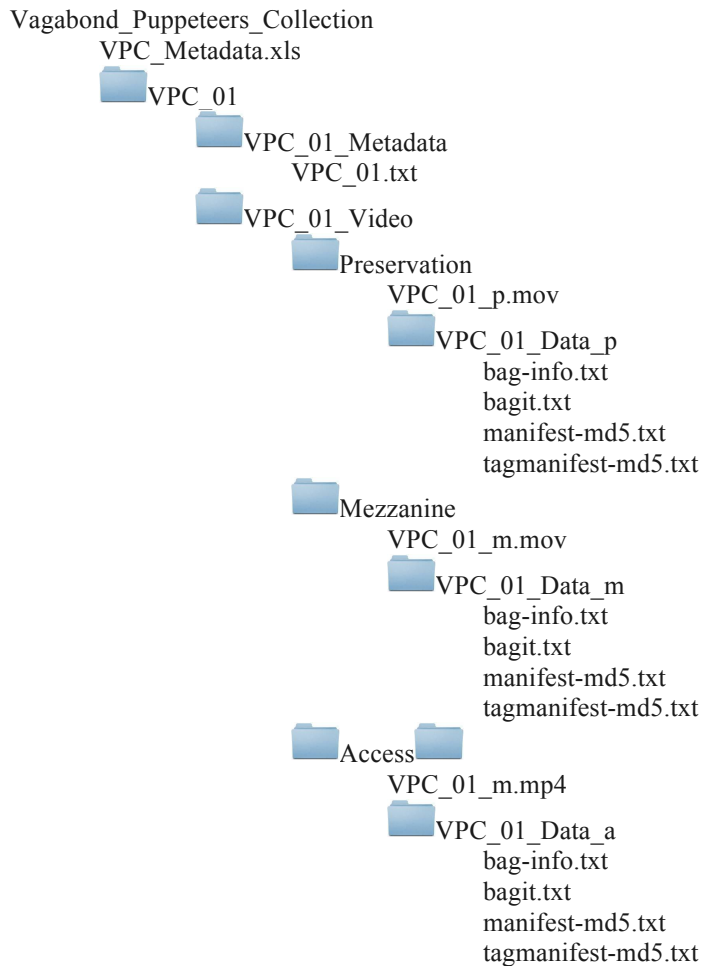 Vagabond_Puppeteers_Collection
VPC_Metadata.xls
VPC_01
VPC_01_Metadata
VPC_01.txt
VPC_01_Video
Preservation
VPC_01_p.mov
VPC_01_Data_p
bag-info.txt
bagit.txt
manifest-md5.txt
tagmanifest-md5.txt
Mezzanine
VPC_01_m.mov
VPC_01_Data_m
bag-info.txt
bagit.txt
manifest-md5.txt
tagmanifest-md5.txt
Access
VPC_01_m.mp4
VPC_01_Data_a
bag-info.txt
bagit.txt
manifest-md5.txt
tagmanifest-md5.txt